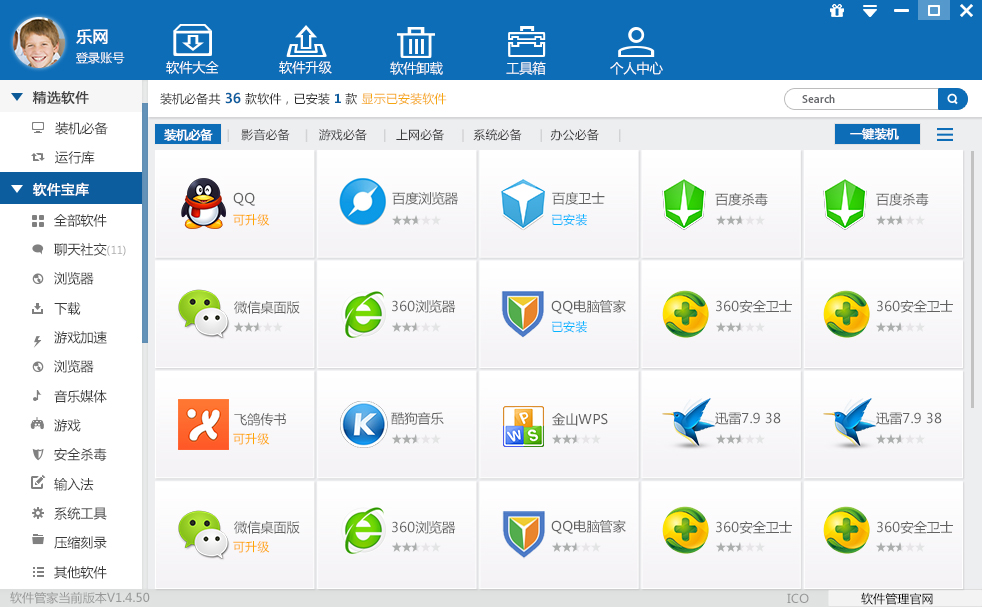 乐网
登录账号
软件大全
软件升级
软件卸载
工具箱
个人中心
精选软件
装机必备
运行库
软件宝库
全部软件
聊天社交(11)
浏览器
下载
游戏加速
浏览器
音乐媒体
游戏
安全杀毒
输入法
系统工具
压缩刻录
其他软件
装机必备共 36 款软件，已安装 1 款 显示已安装软件
Search
装机必备 | 影音必备 | 游戏必备 | 上网必备 | 系统必备 | 办公必备 |
一键装机
QQ
可升级
百度浏览器
百度卫士
已安装
百度杀毒
百度杀毒
微信桌面版
360浏览器
QQ电脑管家
已安装
360安全卫士
360安全卫士
飞鸽传书
可升级
K
酷狗音乐
W P S
金山WPS
迅雷7.9 38
迅雷7.9 38
微信桌面版
可升级
360浏览器
QQ电脑管家
360安全卫士
360安全卫士
软件管家当前版本V1.4.50
ICO
软件管理官网